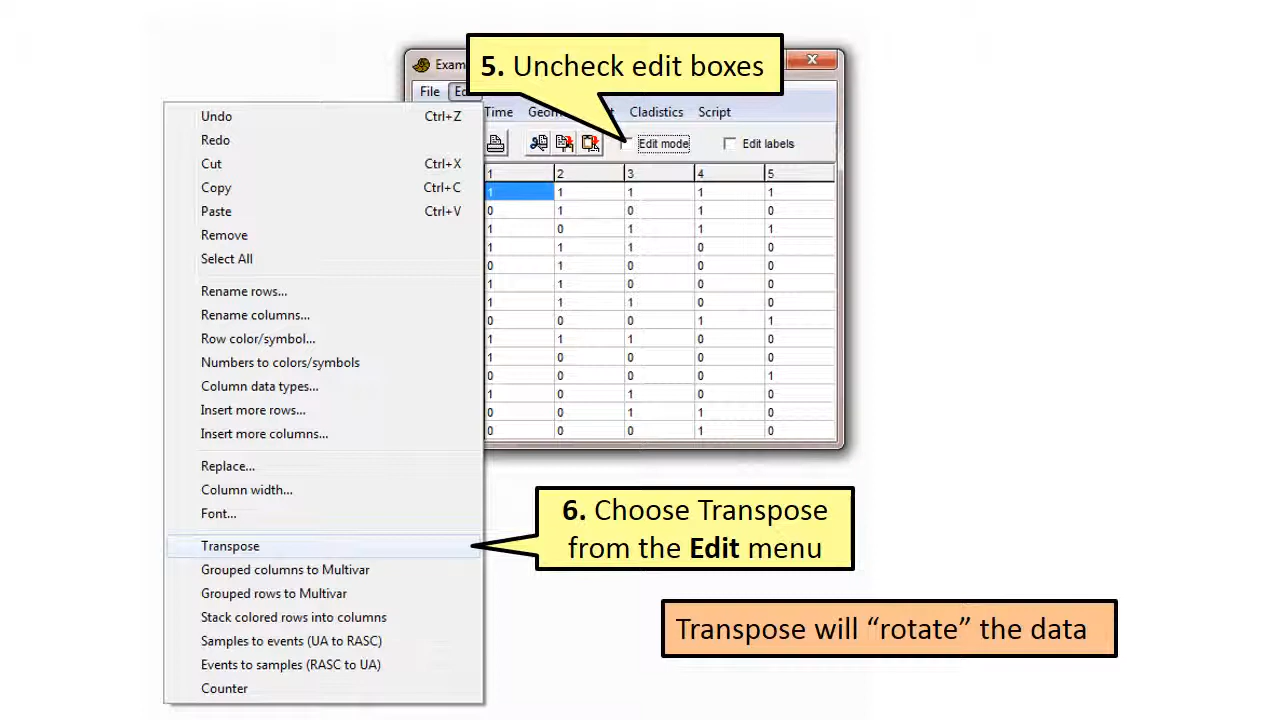 5. Uncheck edit boxes
Exam
File Ed
Time Geom t Cladistics Script
Edit mode Edit labels
Undo Ctrl+Z
Redo
Cut Ctrl+X
Copy Ctrl+C
Paste Ctrl+V
Remove
Select All
Rename rows...
Rename columns...
Row color/symbol...
Numbers to colors/symbols
Column data types...
Insert more rows...
Insert more columns...
Replace...
Column width...
Font...
Transpose
Grouped columns to Multivar
Grouped rows to Multivar
Stack colored rows into columns
Samples to events (UA to RASC)
Events to samples (RASC to UA)
Counter
1 2 3 4 5
1 1 1 1 1
0 1 0 1 0
1 0 1 1 1
1 1 1 0 0
0 1 0 0 0
1 1 0 0 0
1 1 1 0 0
0 0 0 1 1
1 1 1 0 0
1 0 0 0 0
0 0 0 0 1
1 0 1 0 0
0 0 1 1 0
0 0 0 1 0
6. Choose Transpose
from the Edit menu
Transpose will “rotate” the data